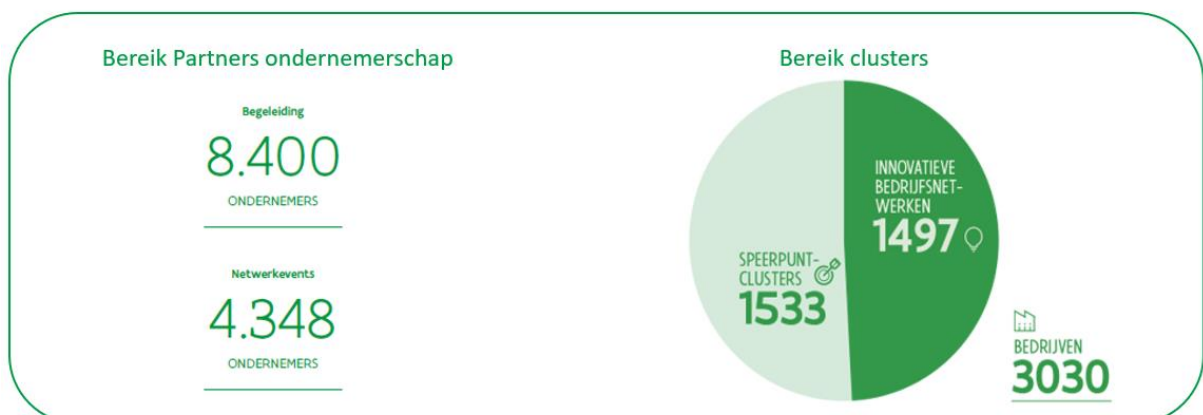 Bereik Partners ondernemerschap
Begeleiding
8.400
ONDERNEMERS
Netwerkevents
4.348
ONDERNEMERS
Bereik clusters
INNOVATIEVE
BEDRIJFSNET-
WERKEN
1497
SPEERPUNT-
CLUSTERS
1533
BEDRIJVEN
3030